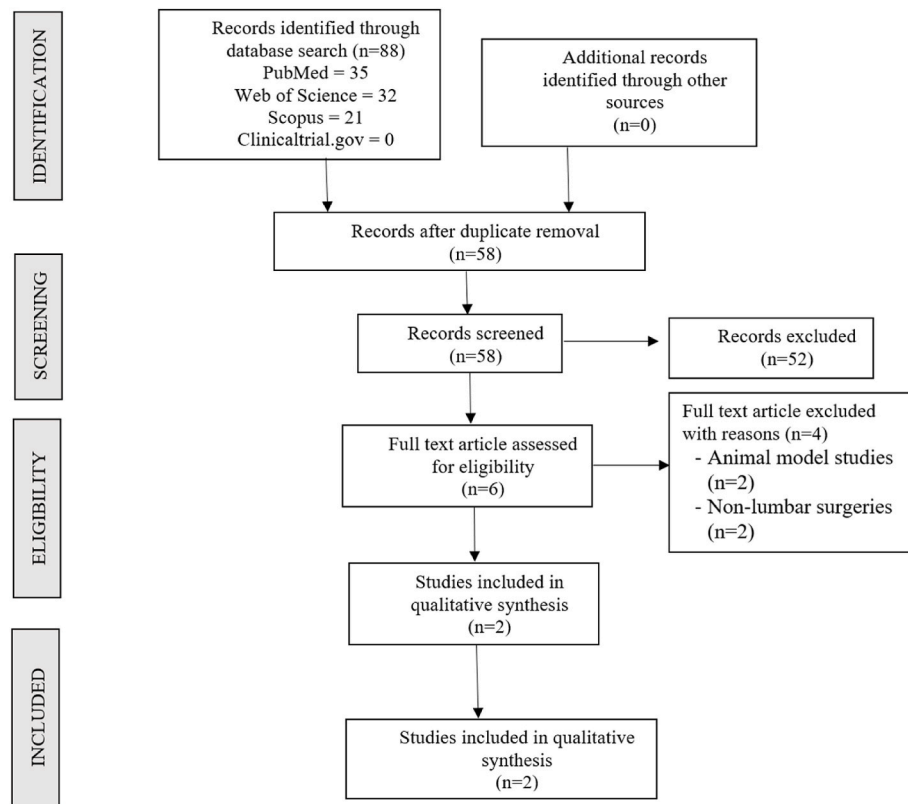 IDENTIFICATION
Records identified through
database search (n=88)
PubMed = 35
Web of Science = 32
Scopus = 21
Clinicaltrial.gov = 0
Additional records
identified through other
sources
(n=0)
Records after duplicate removal
(n=58)
SCREENING
Records screened
(n=58)
Records excluded
(n=52)
ELIGIBILITY
Full text article assessed
for eligibility
(n=6)
Full text article excluded
with reasons (n=4)
- Animal model studies
(n=2)
- Non-lumbar surgeries
(n=2)
Studies included in
qualitative synthesis
(n=2)
INCLUDED
Studies included in qualitative
synthesis
(n=2)